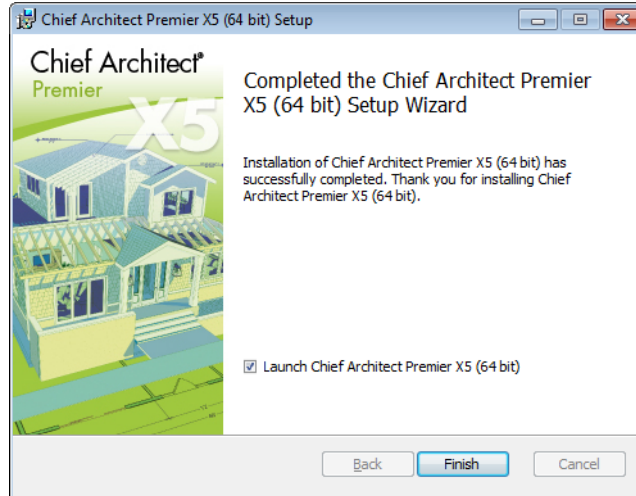 Chief Architect Premier X5 (64 bit) Setup
Chief Architect®
Premier
X5
Completed the Chief Architect Premier
X5 (64 bit) Setup Wizard
Installation of Chief Architect Premier X5 (64 bit) has
successfully completed. Thank you for installing Chief
Architect Premier X5 (64 bit).
Launch Chief Architect Premier X5 (64 bit)
Back
Finish
Cancel